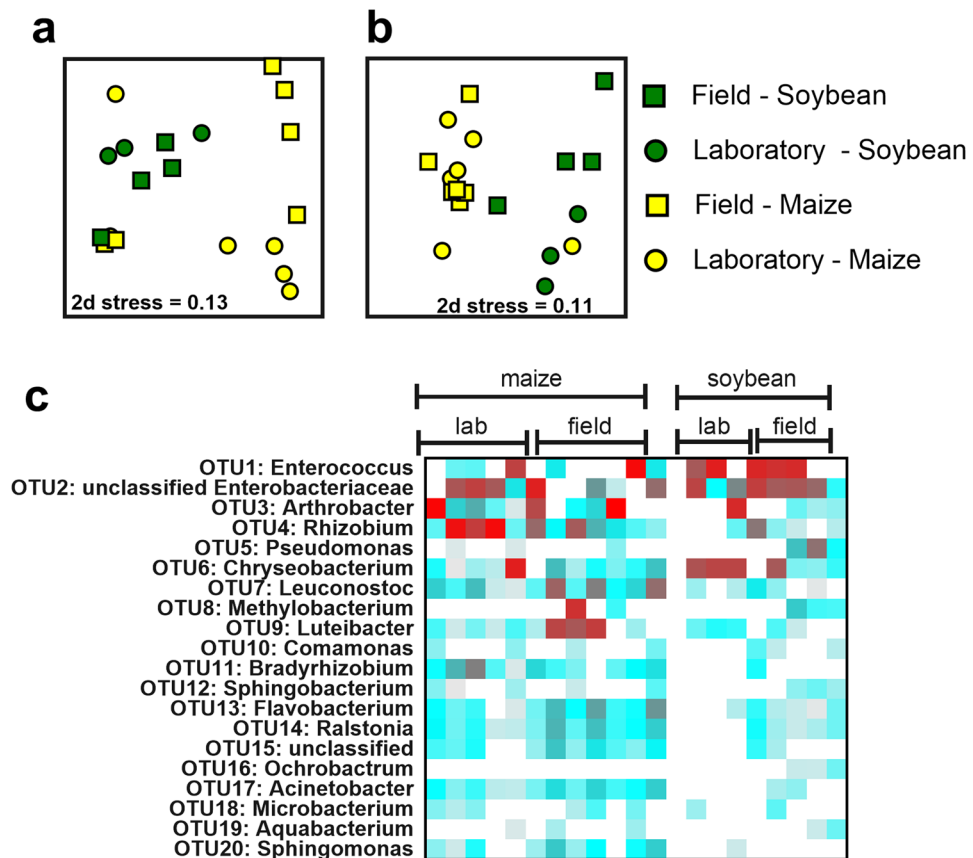 a
b
Field - Soybean
Laboratory - Soybean
Field - Maize
Laboratory - Maize
2d stress = 0.13
2d stress = 0.11
c
maize
soybean
lab
field
lab
field
OTU1: Enterococcus
OTU2: unclassified Enterobacteriaceae
OTU3: Arthrobacter
OTU4: Rhizobium
OTU5: Pseudomonas
OTU6: Chryseobacterium
OTU7: Leuconostoc
OTU8: Methylobacterium
OTU9: Luteibacter
OTU10: Comamonas
OTU11: Bradyrhizobium
OTU12: Sphingobacterium
OTU13: Flavobacterium
OTU14: Ralstonia
OTU15: unclassified
OTU16: Ochrobactrum
OTU17: Acinetobacter
OTU18: Microbacterium
OTU19: Aquabacterium
OTU20: Sphingomonas